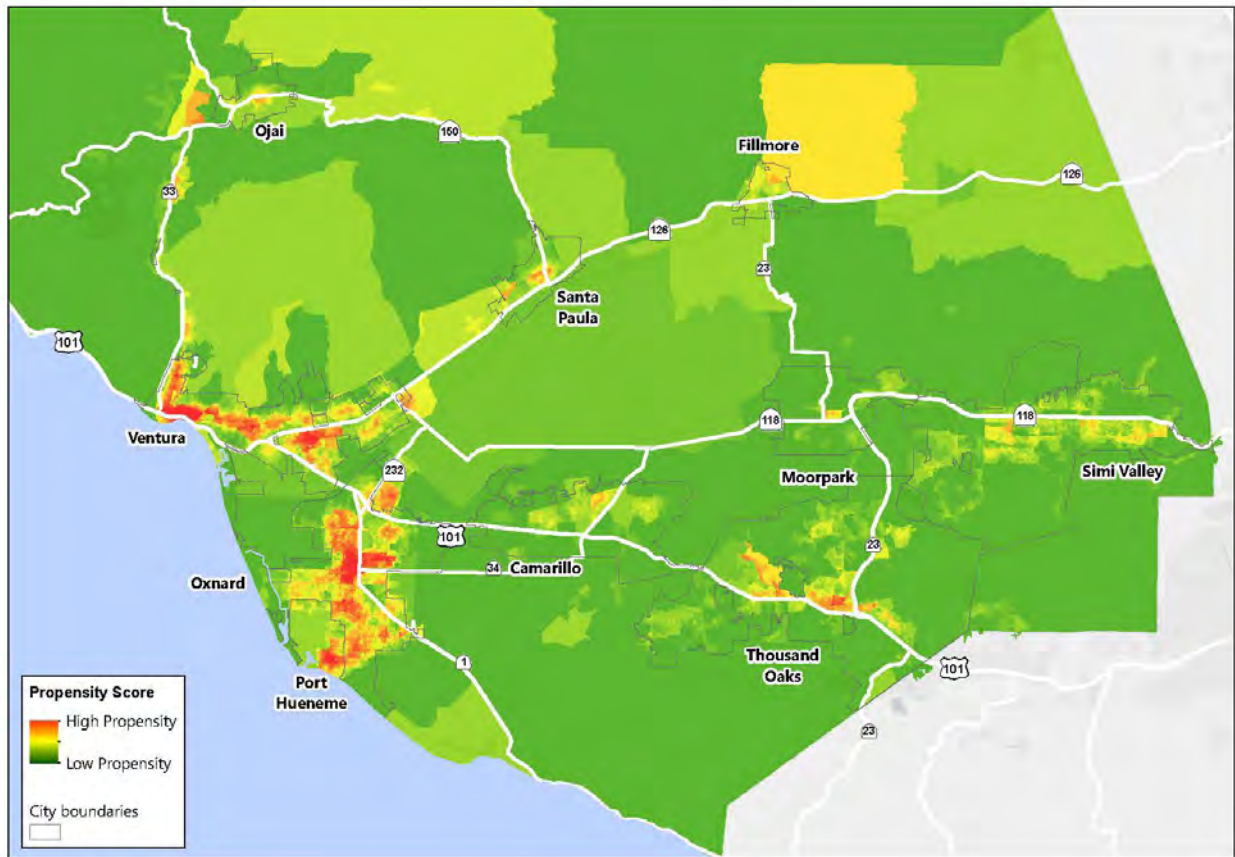 150
Ojai
Fillmore
33
126
126
126
23
Santa
Paula
101
118
118
Ventura
Moorpark
Simi Valley
232
101
23
34
Camarillo
Oxnard
Thousand
Oaks
1
101
Port
Hueneme
23
Propensity Score
High Propensity
Low Propensity
City boundaries